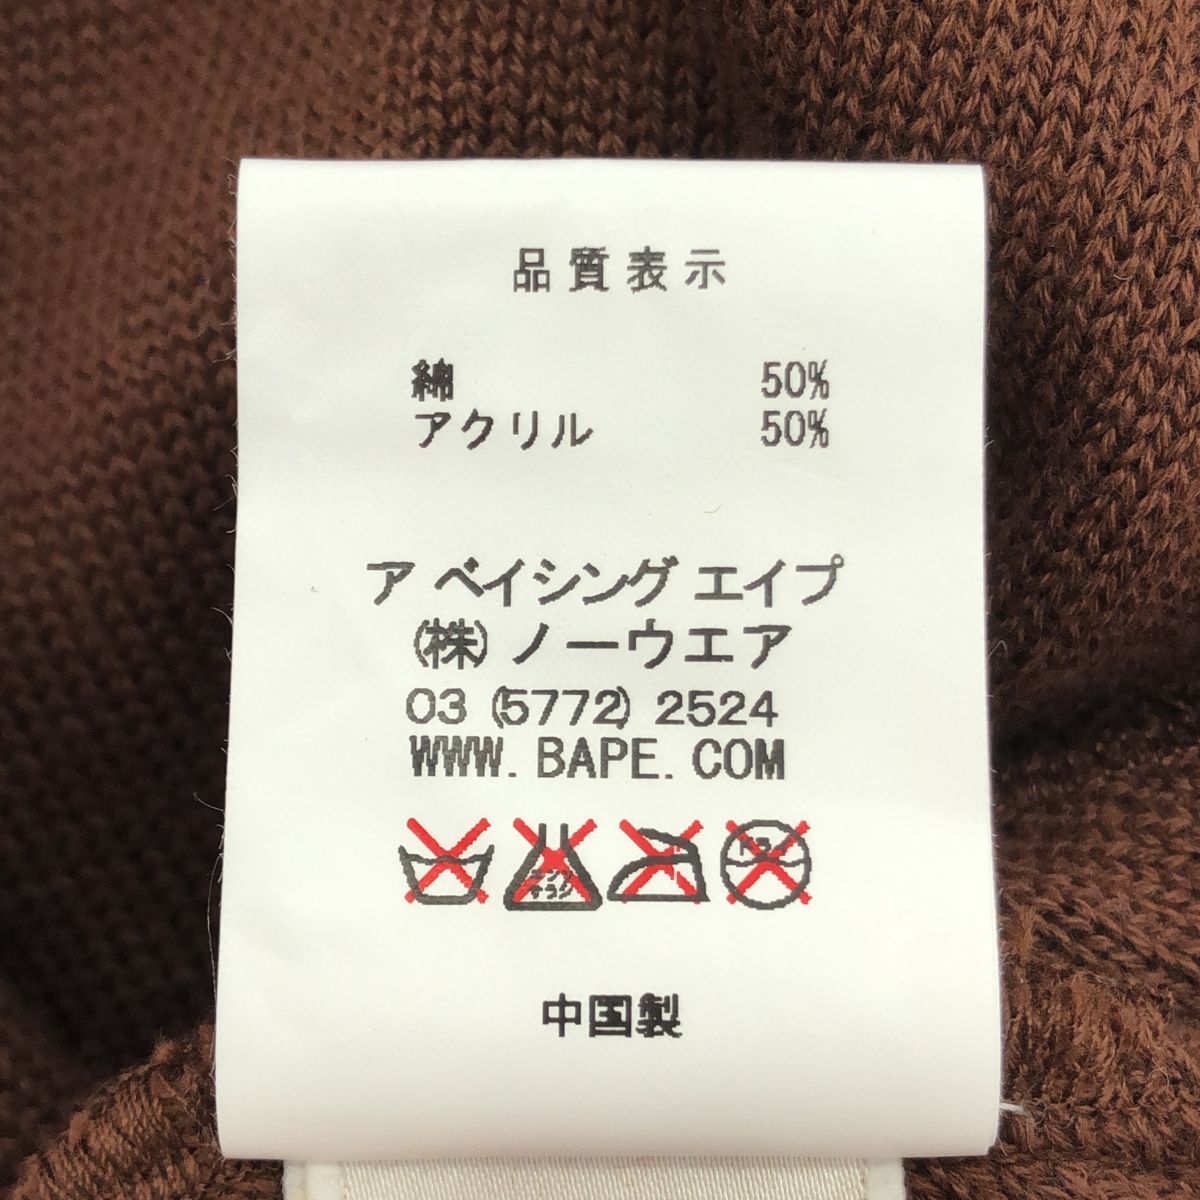 品質表示
綿 50%
アクリル 50%
ア ベイシング エイプ
(株) ノーウエア
03 (5772) 2524
WWW. BAPE. COM
中国製